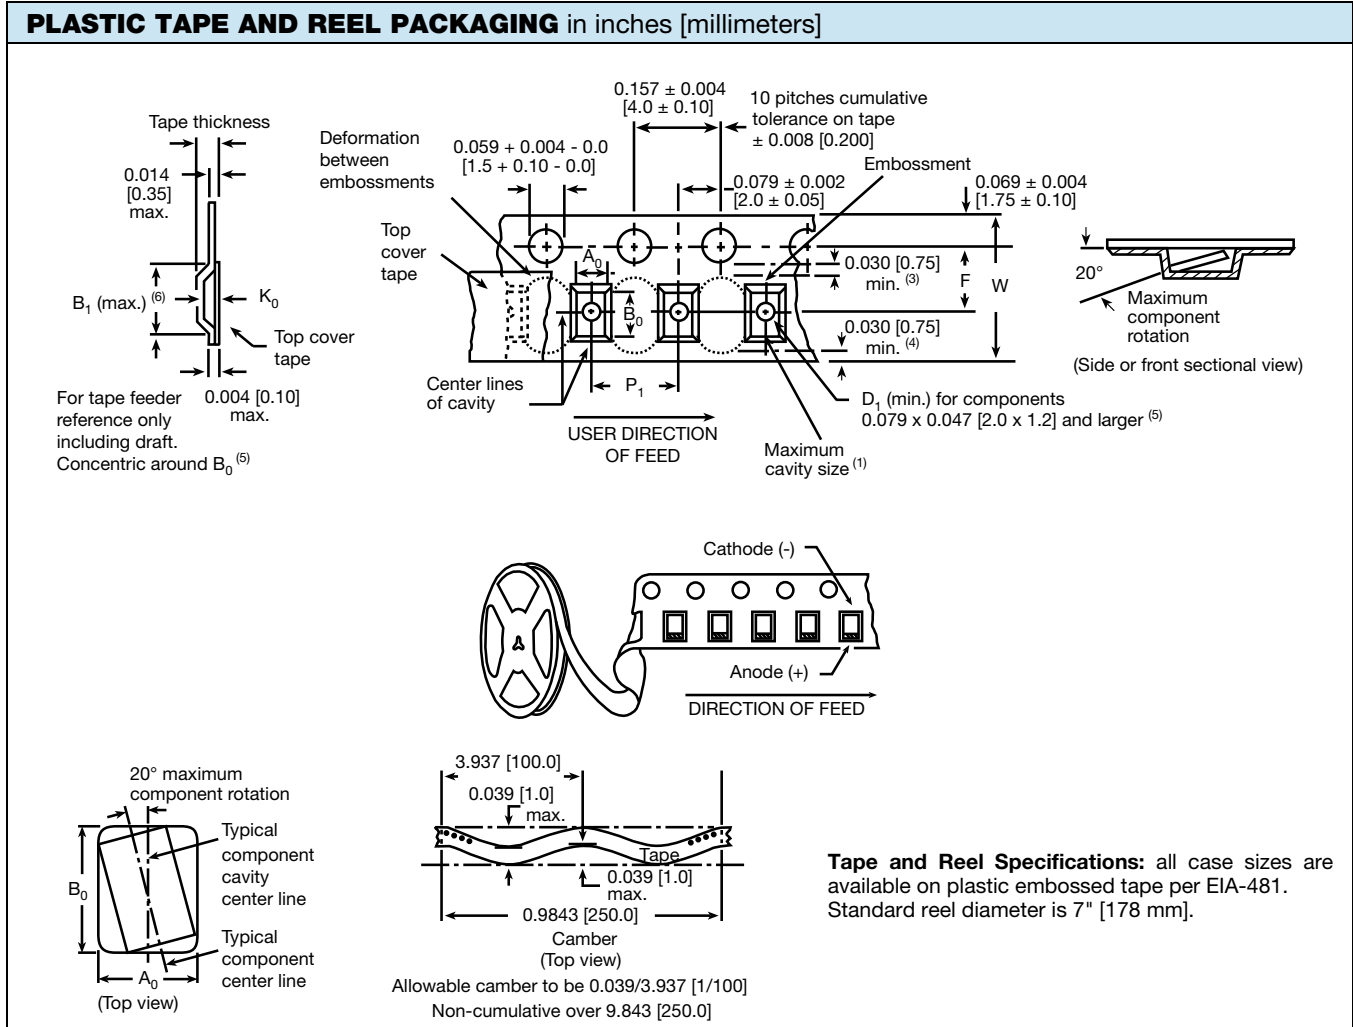 PLASTIC TAPE AND REEL PACKAGING in inches [millimeters]
Tape thickness
0.014
[0.35]
max.
B1 (max.) (6)
K0
Top cover
tape
For tape feeder
reference only
including draft.
Concentric around B0 (5)
0.004 [0.10]
max.
Deformation
between
embossments
Top
cover
tape
0.059 + 0.004 - 0.0
[1.5 + 0.10 - 0.0]
0.157 ± 0.004
[4.0 ± 0.10]
10 pitches cumulative
tolerance on tape
± 0.008 [0.200]
Embossment
0.079 ± 0.002
[2.0 ± 0.05]
0.069 ± 0.004
[1.75 ± 0.10]
A0
B0
0.030 [0.75]
min. (3)
F
W
0.030 [0.75]
min. (4)
Center lines
of cavity
P1
USER DIRECTION
OF FEED
Maximum
cavity size (1)
D1 (min.) for components
0.079 x 0.047 [2.0 x 1.2] and larger (5)
20°
Maximum
component
rotation
(Side or front sectional view)
Cathode (-)
Anode (+)
DIRECTION OF FEED
20° maximum
component rotation
Typical
component
cavity
center line
B0
A0
(Top view)
Typical
component
center line
3.937 [100.0]
0.039 [1.0]
max.
Tape
0.039 [1.0]
max.
0.9843 [250.0]
Camber
(Top view)
Allowable camber to be 0.039/3.937 [1/100]
Non-cumulative over 9.843 [250.0]
Tape and Reel Specifications: all case sizes are
available on plastic embossed tape per EIA-481.
Standard reel diameter is 7" [178 mm].